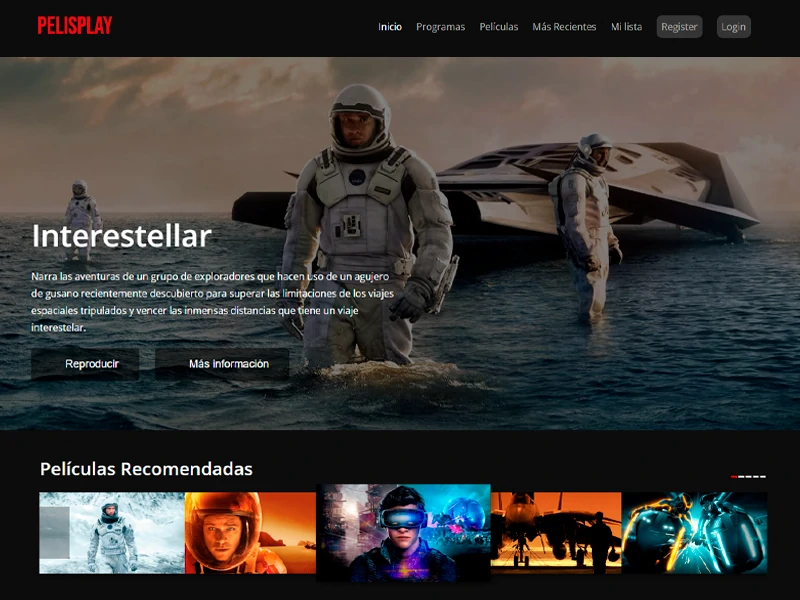 PELISPLAY
Inicio Programas Películas Más Recientes Mi lista Register Login
Interestellar
Narra las aventuras de un grupo de exploradores que hacen uso de un agujero
de gusano recientemente descubierto para superar las limitaciones de los viajes
espaciales tripulados y vencer las inmensas distancias que tiene un viaje
interestelar.
Reproducir Más información
Películas Recomendadas